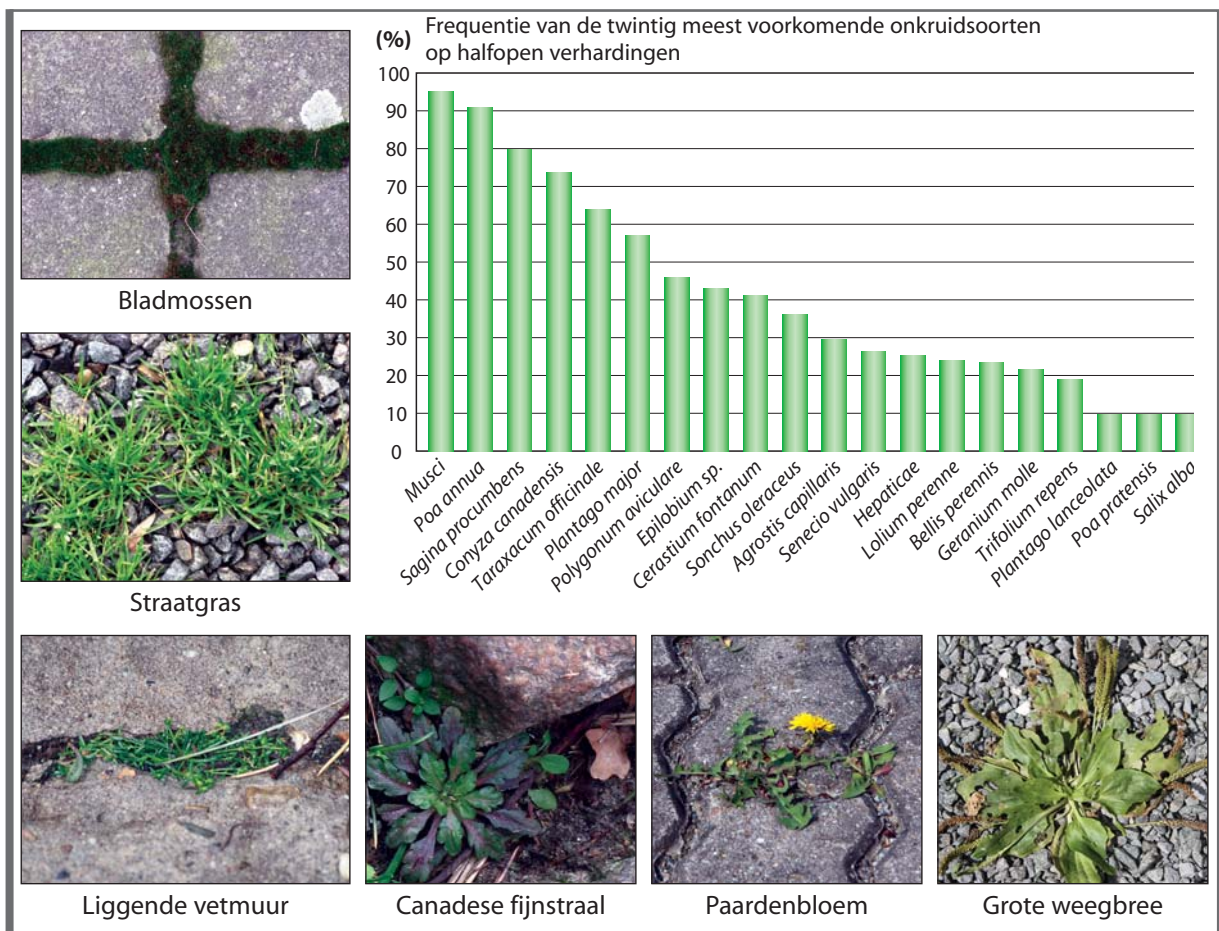 Frequentie van de twintig meest voorkomende onkruidsoorten
op halfopen verhardingen
(%)
100
90
80
70
60
50
40
30
20
10
0
Musci
Poa annua
Sagina procumbens
Conyza canadensis
Taraxacum officinale
Plantago major
Polygonum aviculare
Epilobium sp.
Cerastium fontanum
Sonchus oleraceus
Agrostis capillaris
Senecio vulgaris
Hepaticae
Lolium perenne
Bellis perennis
Geranium molle
Trifolium repens
Plantago lanceolata
Poa pratensis
Salix alba
Bladmossen
Straatgras
Liggende vetmuur
Canadese fijnstraal
Paardenbloem
Grote weegbree